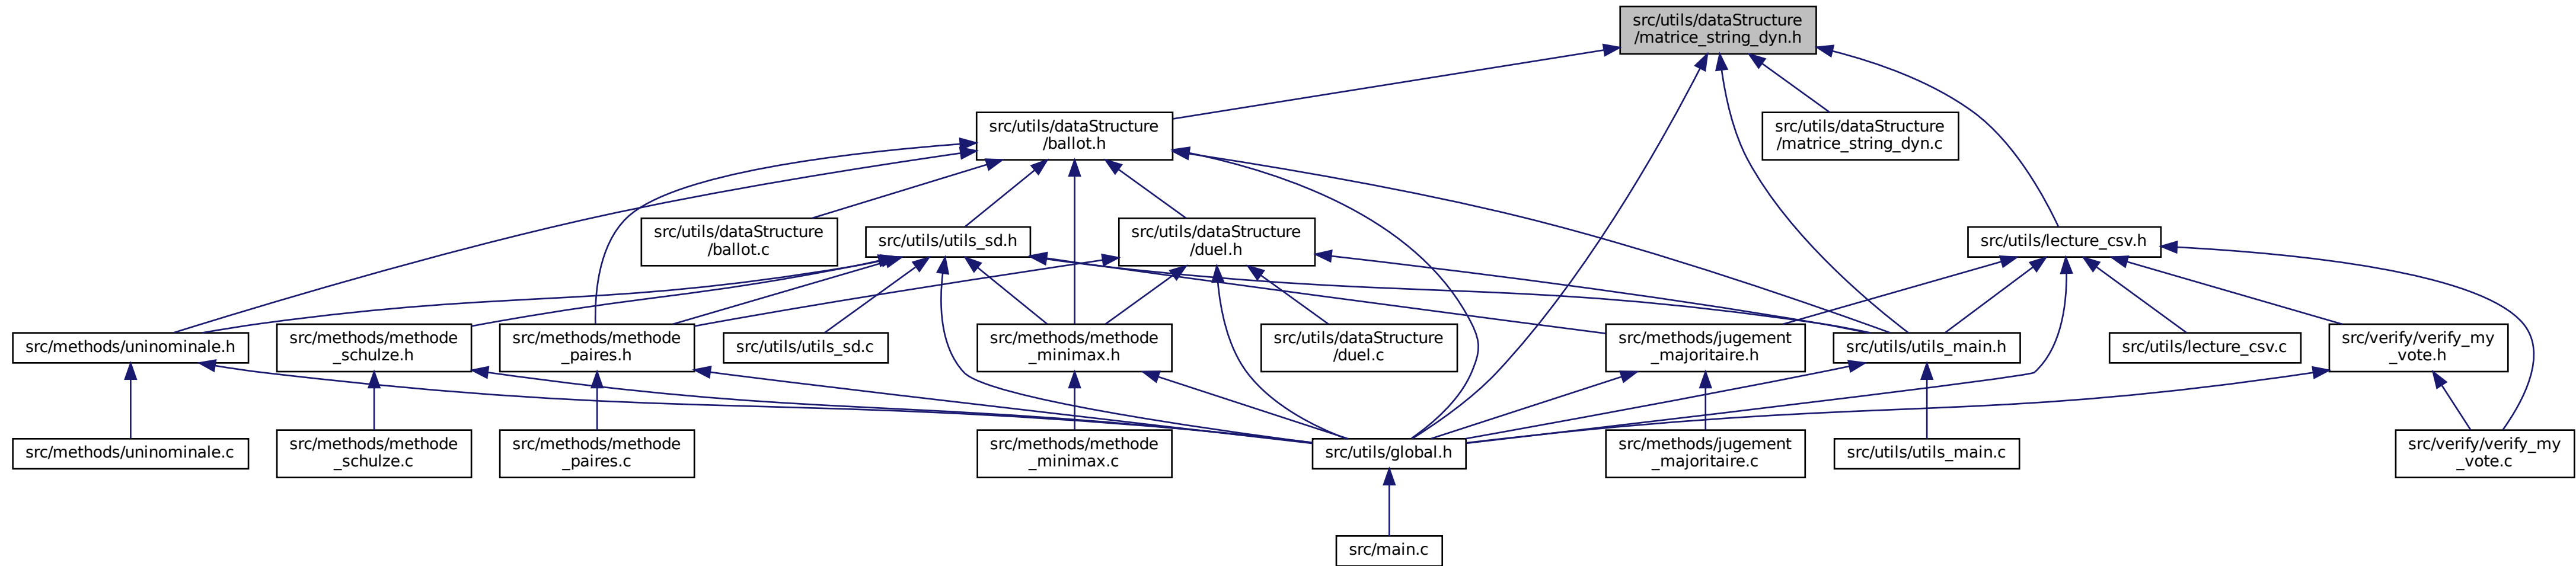 src/utils/dataStructure
/matrice_string_dyn.h
src/utils/dataStructure
/ballot.h
src/utils/dataStructure
/matrice_string_dyn.c
src/utils/dataStructure
/ballot.c
src/utils/utils_sd.h
src/utils/dataStructure
/duel.h
src/utils/lecture_csv.h
src/methods/uninominale.h
src/methods/methode
_schulze.h
src/methods/methode
_paires.h
src/utils/utils_sd.c
src/methods/methode
_minimax.h
src/utils/dataStructure
/duel.c
src/methods/jugement
_majoritaire.h
src/utils/utils_main.h
src/utils/lecture_csv.c
src/verify/verify_my
_vote.h
src/methods/uninominale.c
src/methods/methode
_schulze.c
src/methods/methode
_paires.c
src/methods/methode
_minimax.c
src/utils/global.h
src/methods/jugement
_majoritaire.c
src/utils/utils_main.c
src/verify/verify_my
_vote.c
src/main.c